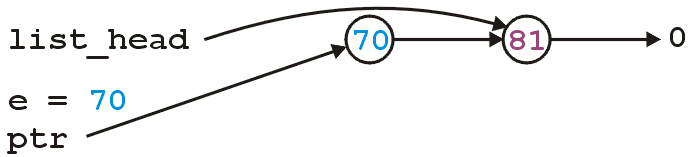 list_head
70
81
0
e = 70
ptr